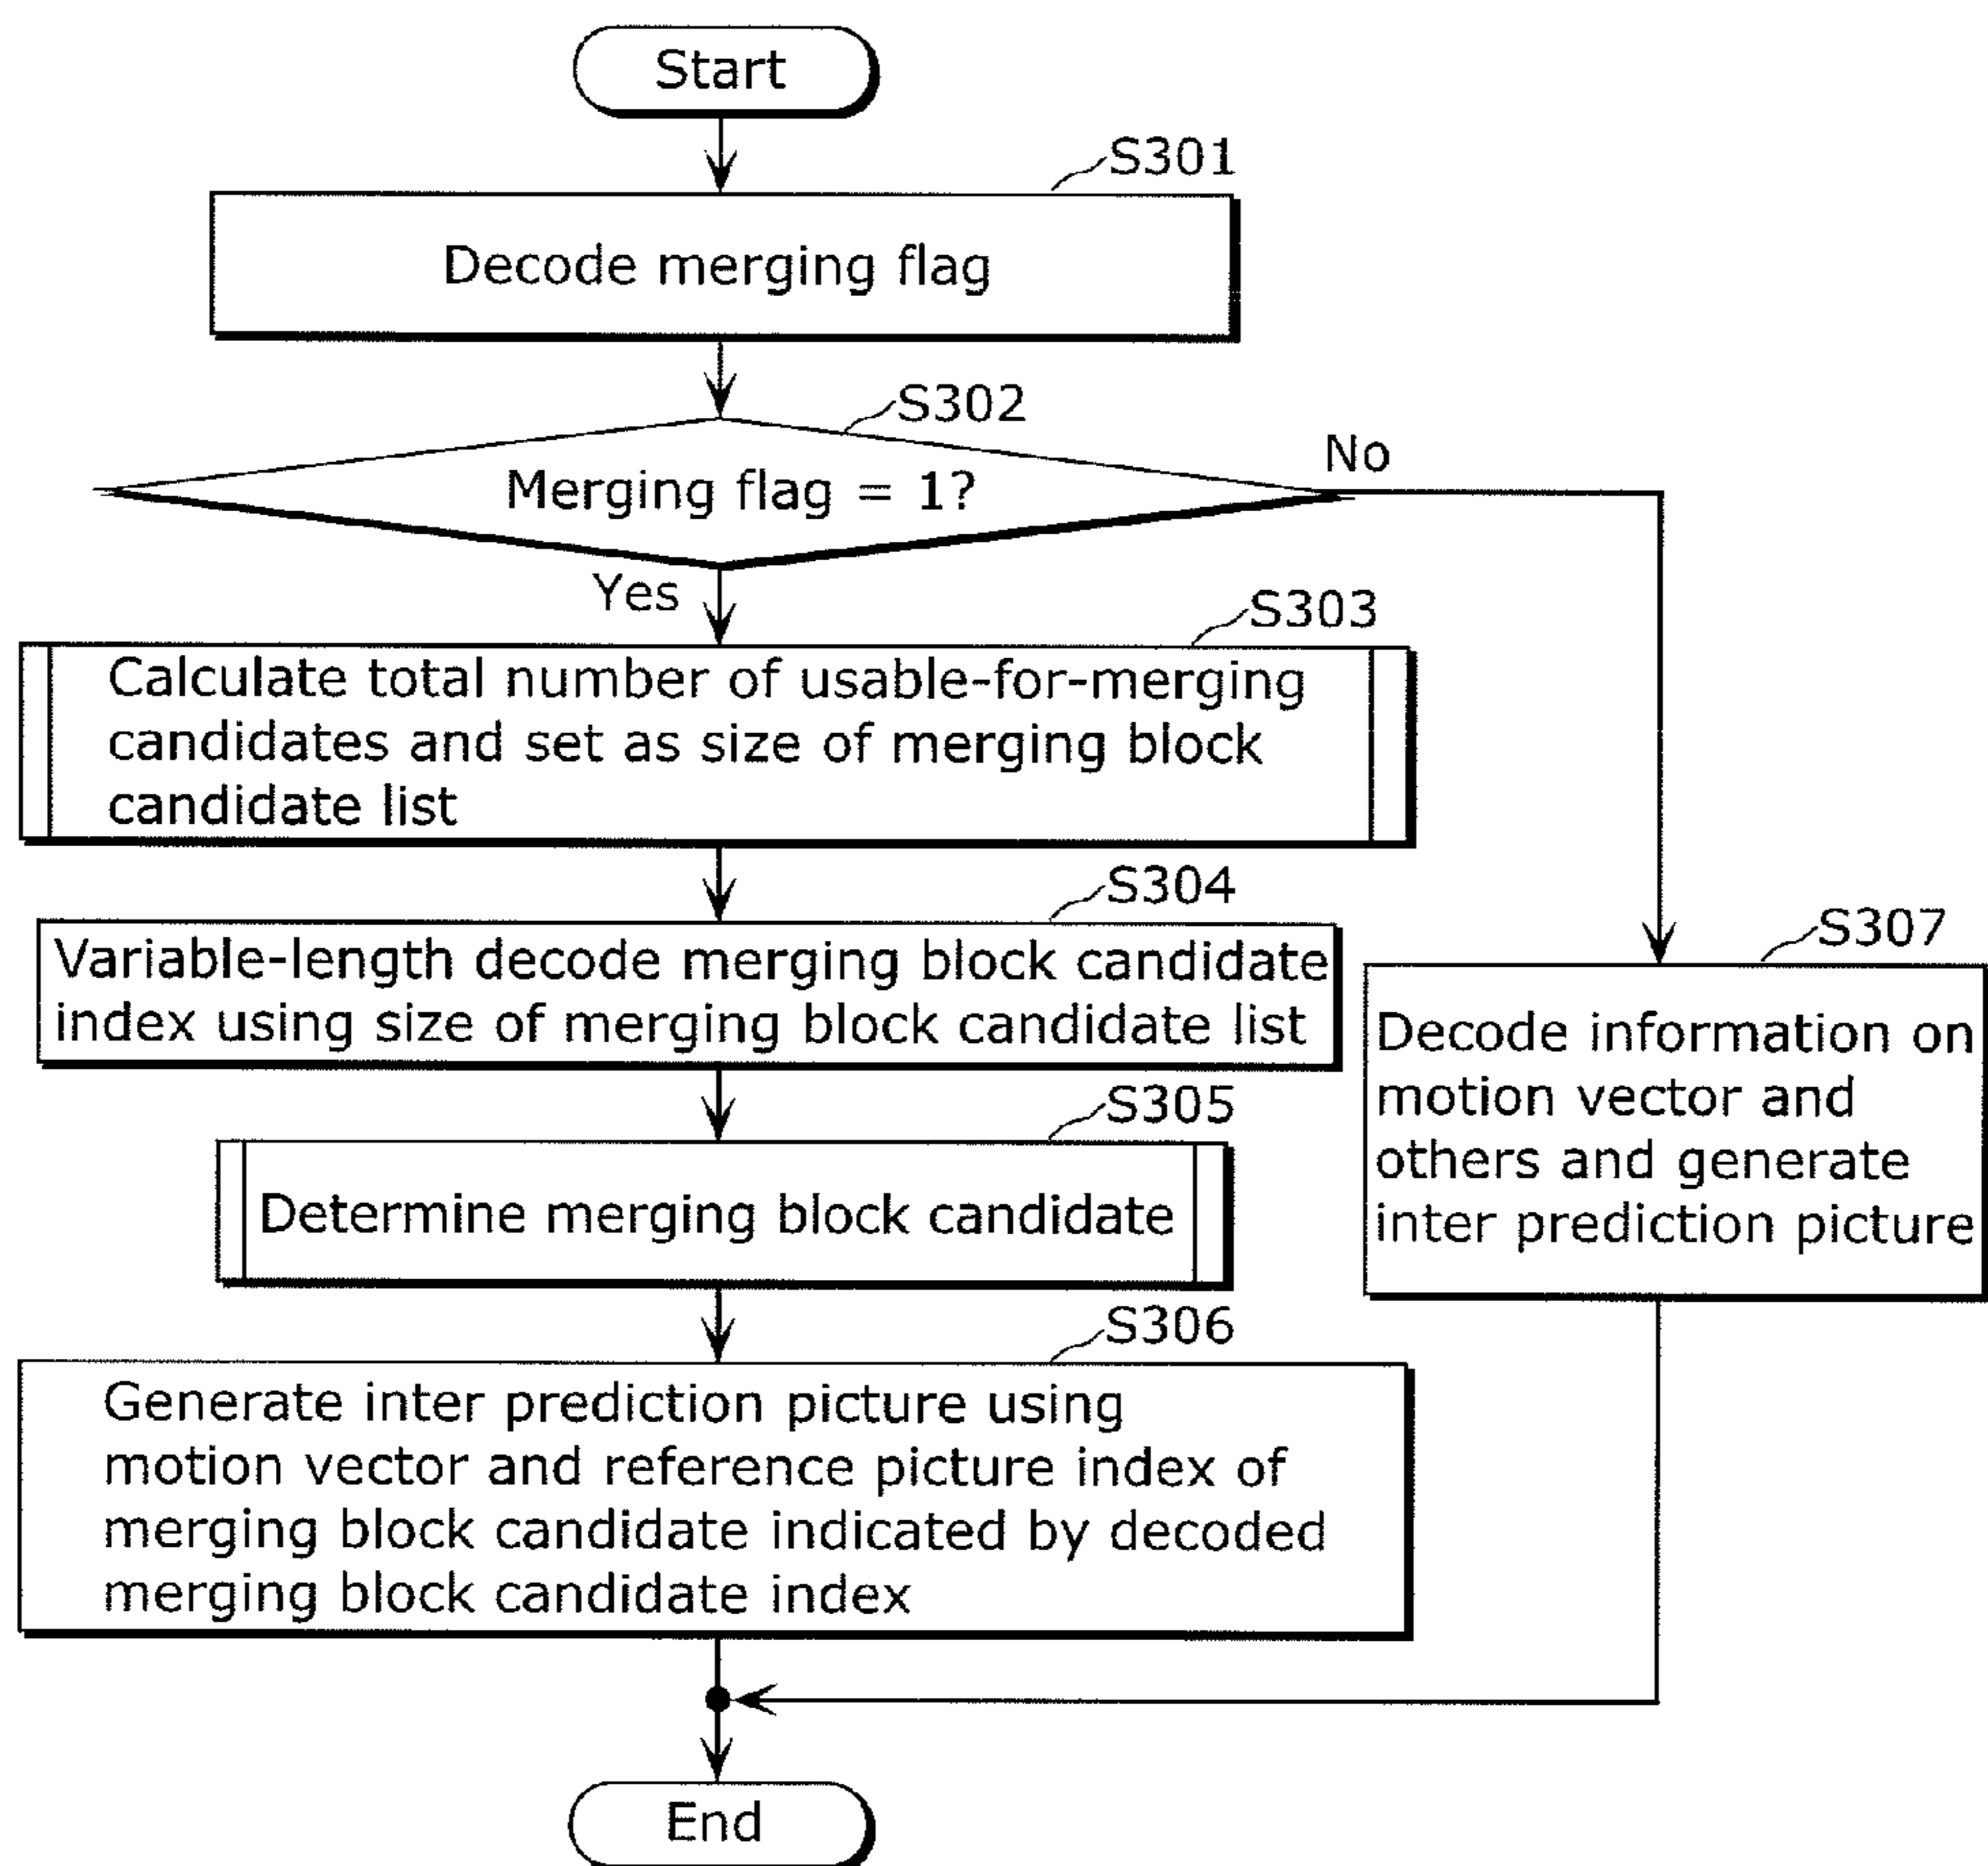 Start
S301
Decode merging flag
S302
Merging flag = 1?
No
Yes
S303
Calculate total number of usable-for-merging
candidates and set as size of merging block
candidate list
S304
Variable-length decode merging block candidate
index using size of merging block candidate list
S307
Decode information on
motion vector and
others and generate
inter prediction picture
S305
Determine merging block candidate
S306
Generate inter prediction picture using
motion vector and reference picture index of
merging block candidate indicated by decoded
merging block candidate index
End